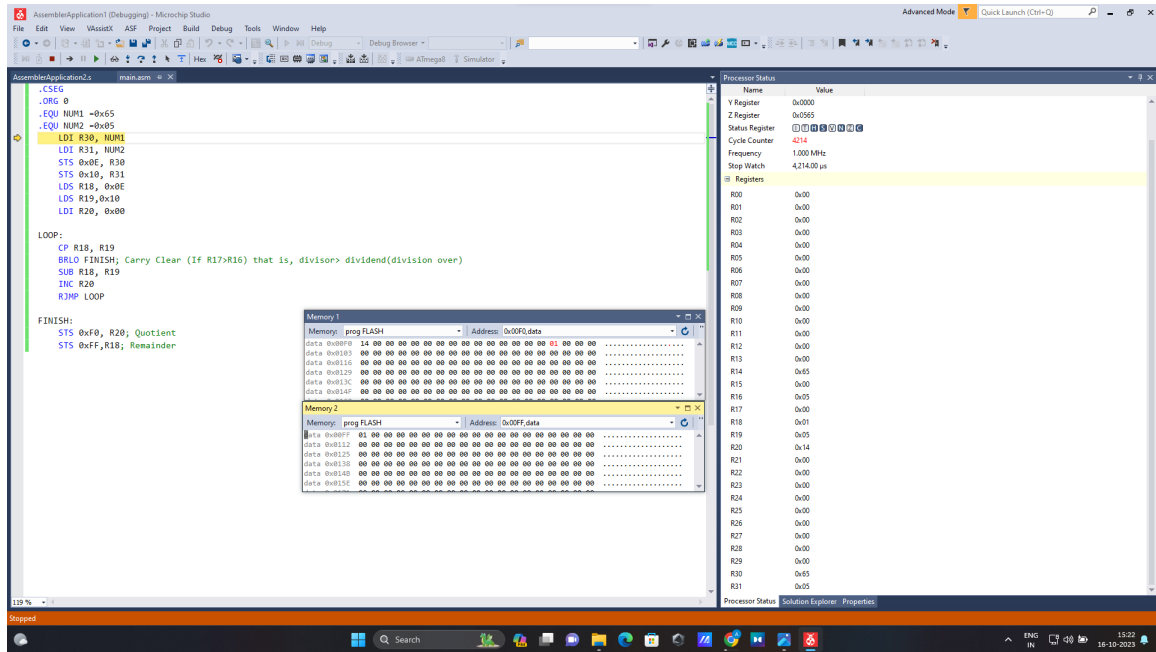 AssemblerApplication1 (Debugging) - Microchip Studio
Advanced Mode
Quick Launch (Ctrl+Q)
File Edit View VAssistX ASF Project Build Debug Tools Window Help
Debug
Debug Browser
Hex
ATmega8
Simulator
AssemblerApplication2.s
main.asm
.CSEG
.ORG 0
.EQU NUM1 =0x65
.EQU NUM2 =0x05
LDI R30, NUM1
LDI R31, NUM2
STS 0x0E, R30
STS 0x10, R31
LDS R18, 0x0E
LDS R19,0x10
LDI R20, 0x00
LOOP:
CP R18, R19
BRLO FINISH; Carry Clear (If R17>R16) that is, divisor> dividend(division over)
SUB R18, R19
INC R20
RJMP LOOP
FINISH:
STS 0xF0, R20; Quotient
STS 0xFF,R18; Remainder
Memory 1
Memory: prog FLASH Address: 0x00F0,data
data 0x00F0 14 00 00 00 00 00 00 00 00 00 00 00 00 00 00 01 00 00 00 ...................
data 0x0103 00 00 00 00 00 00 00 00 00 00 00 00 00 00 00 00 00 00 00 ...................
data 0x0116 00 00 00 00 00 00 00 00 00 00 00 00 00 00 00 00 00 00 00 ...................
data 0x0129 00 00 00 00 00 00 00 00 00 00 00 00 00 00 00 00 00 00 00 ...................
data 0x013C 00 00 00 00 00 00 00 00 00 00 00 00 00 00 00 00 00 00 00 ...................
data 0x014F 00 00 00 00 00 00 00 00 00 00 00 00 00 00 00 00 00 00 00 ...................
Memory 2
Memory: prog FLASH Address: 0x00FF,data
data 0x00FF 01 00 00 00 00 00 00 00 00 00 00 00 00 00 00 00 00 00 00 ...................
data 0x0112 00 00 00 00 00 00 00 00 00 00 00 00 00 00 00 00 00 00 00 ...................
data 0x0125 00 00 00 00 00 00 00 00 00 00 00 00 00 00 00 00 00 00 00 ...................
data 0x0138 00 00 00 00 00 00 00 00 00 00 00 00 00 00 00 00 00 00 00 ...................
data 0x014B 00 00 00 00 00 00 00 00 00 00 00 00 00 00 00 00 00 00 00 ...................
data 0x015E 00 00 00 00 00 00 00 00 00 00 00 00 00 00 00 00 00 00 00 ...................
119 %
Processor Status
Name Value
Y Register 0x0000
Z Register 0x0565
Status Register I T H S V N Z C
Cycle Counter 4214
Frequency 1.000 MHz
Stop Watch 4,214.00 µs
Registers
R00 0x00
R01 0x00
R02 0x00
R03 0x00
R04 0x00
R05 0x00
R06 0x00
R07 0x00
R08 0x00
R09 0x00
R10 0x00
R11 0x00
R12 0x00
R13 0x00
R14 0x65
R15 0x00
R16 0x05
R17 0x00
R18 0x01
R19 0x05
R20 0x14
R21 0x00
R22 0x00
R23 0x00
R24 0x00
R25 0x00
R26 0x00
R27 0x00
R28 0x00
R29 0x00
R30 0x65
R31 0x05
Processor Status Solution Explorer Properties
Stopped
Search
ENG
IN
15:22
16-10-2023